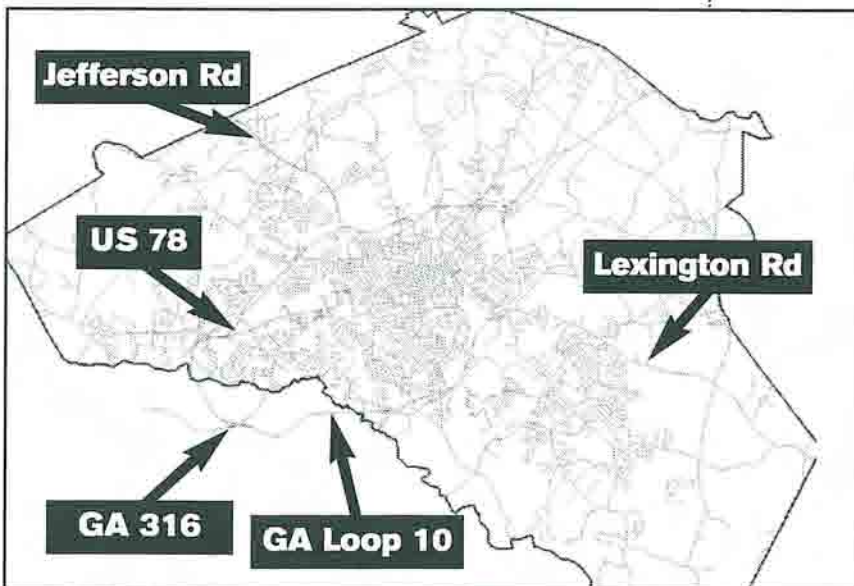 Jefferson Rd
US 78
Lexington Rd
GA 316
GA Loop 10